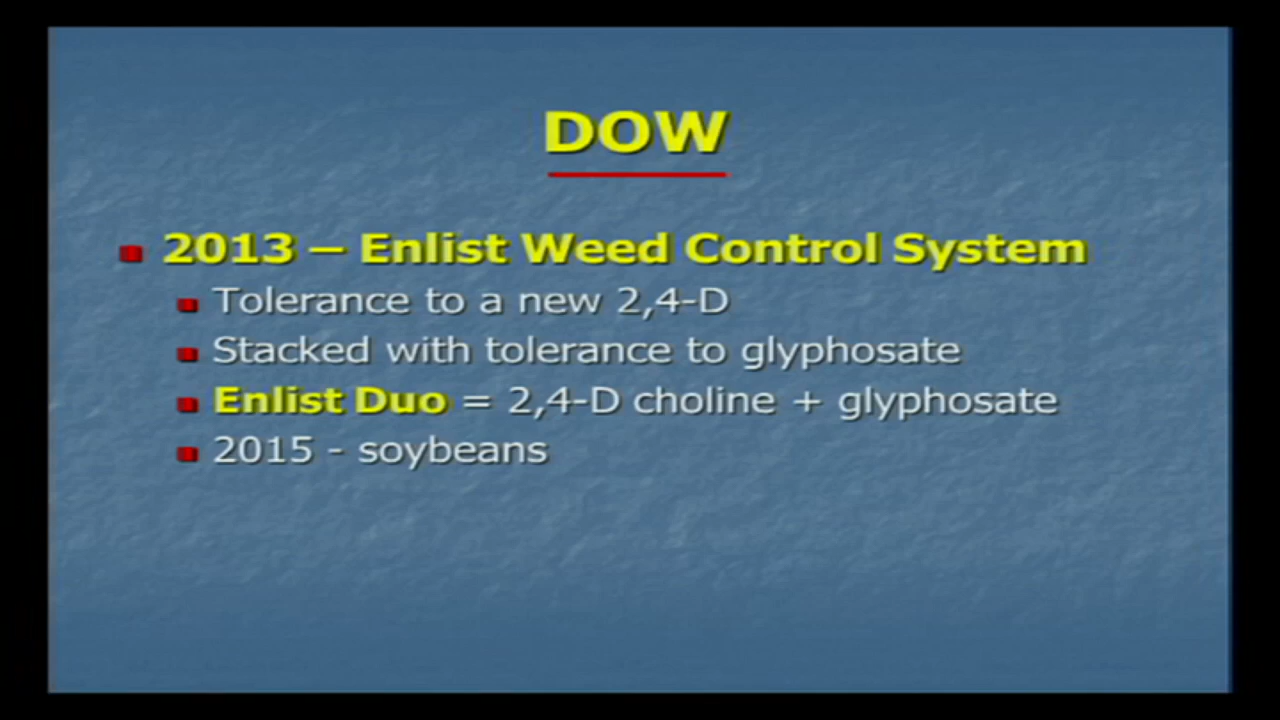 DOW
2013 – Enlist Weed Control System
Tolerance to a new 2,4-D
Stacked with tolerance to glyphosate
Enlist Duo = 2,4-D choline + glyphosate
2015 - soybeans